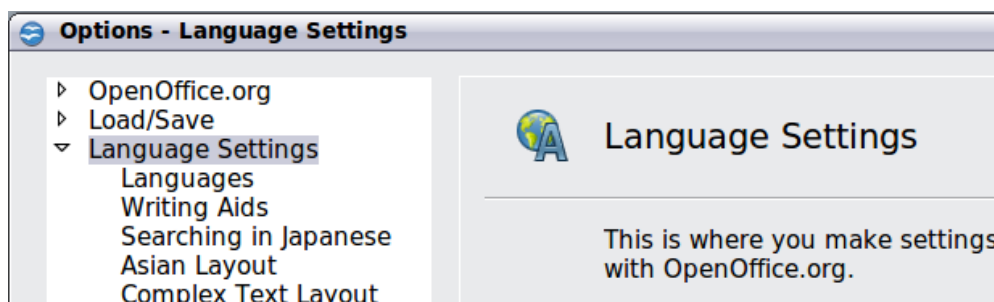 Options - Language Settings
OpenOffice.org
Load/Save
Language Settings
Languages
Writing Aids
Searching in Japanese
Asian Layout
Complex Text Layout
Language Settings
This is where you make settings
with OpenOffice.org.